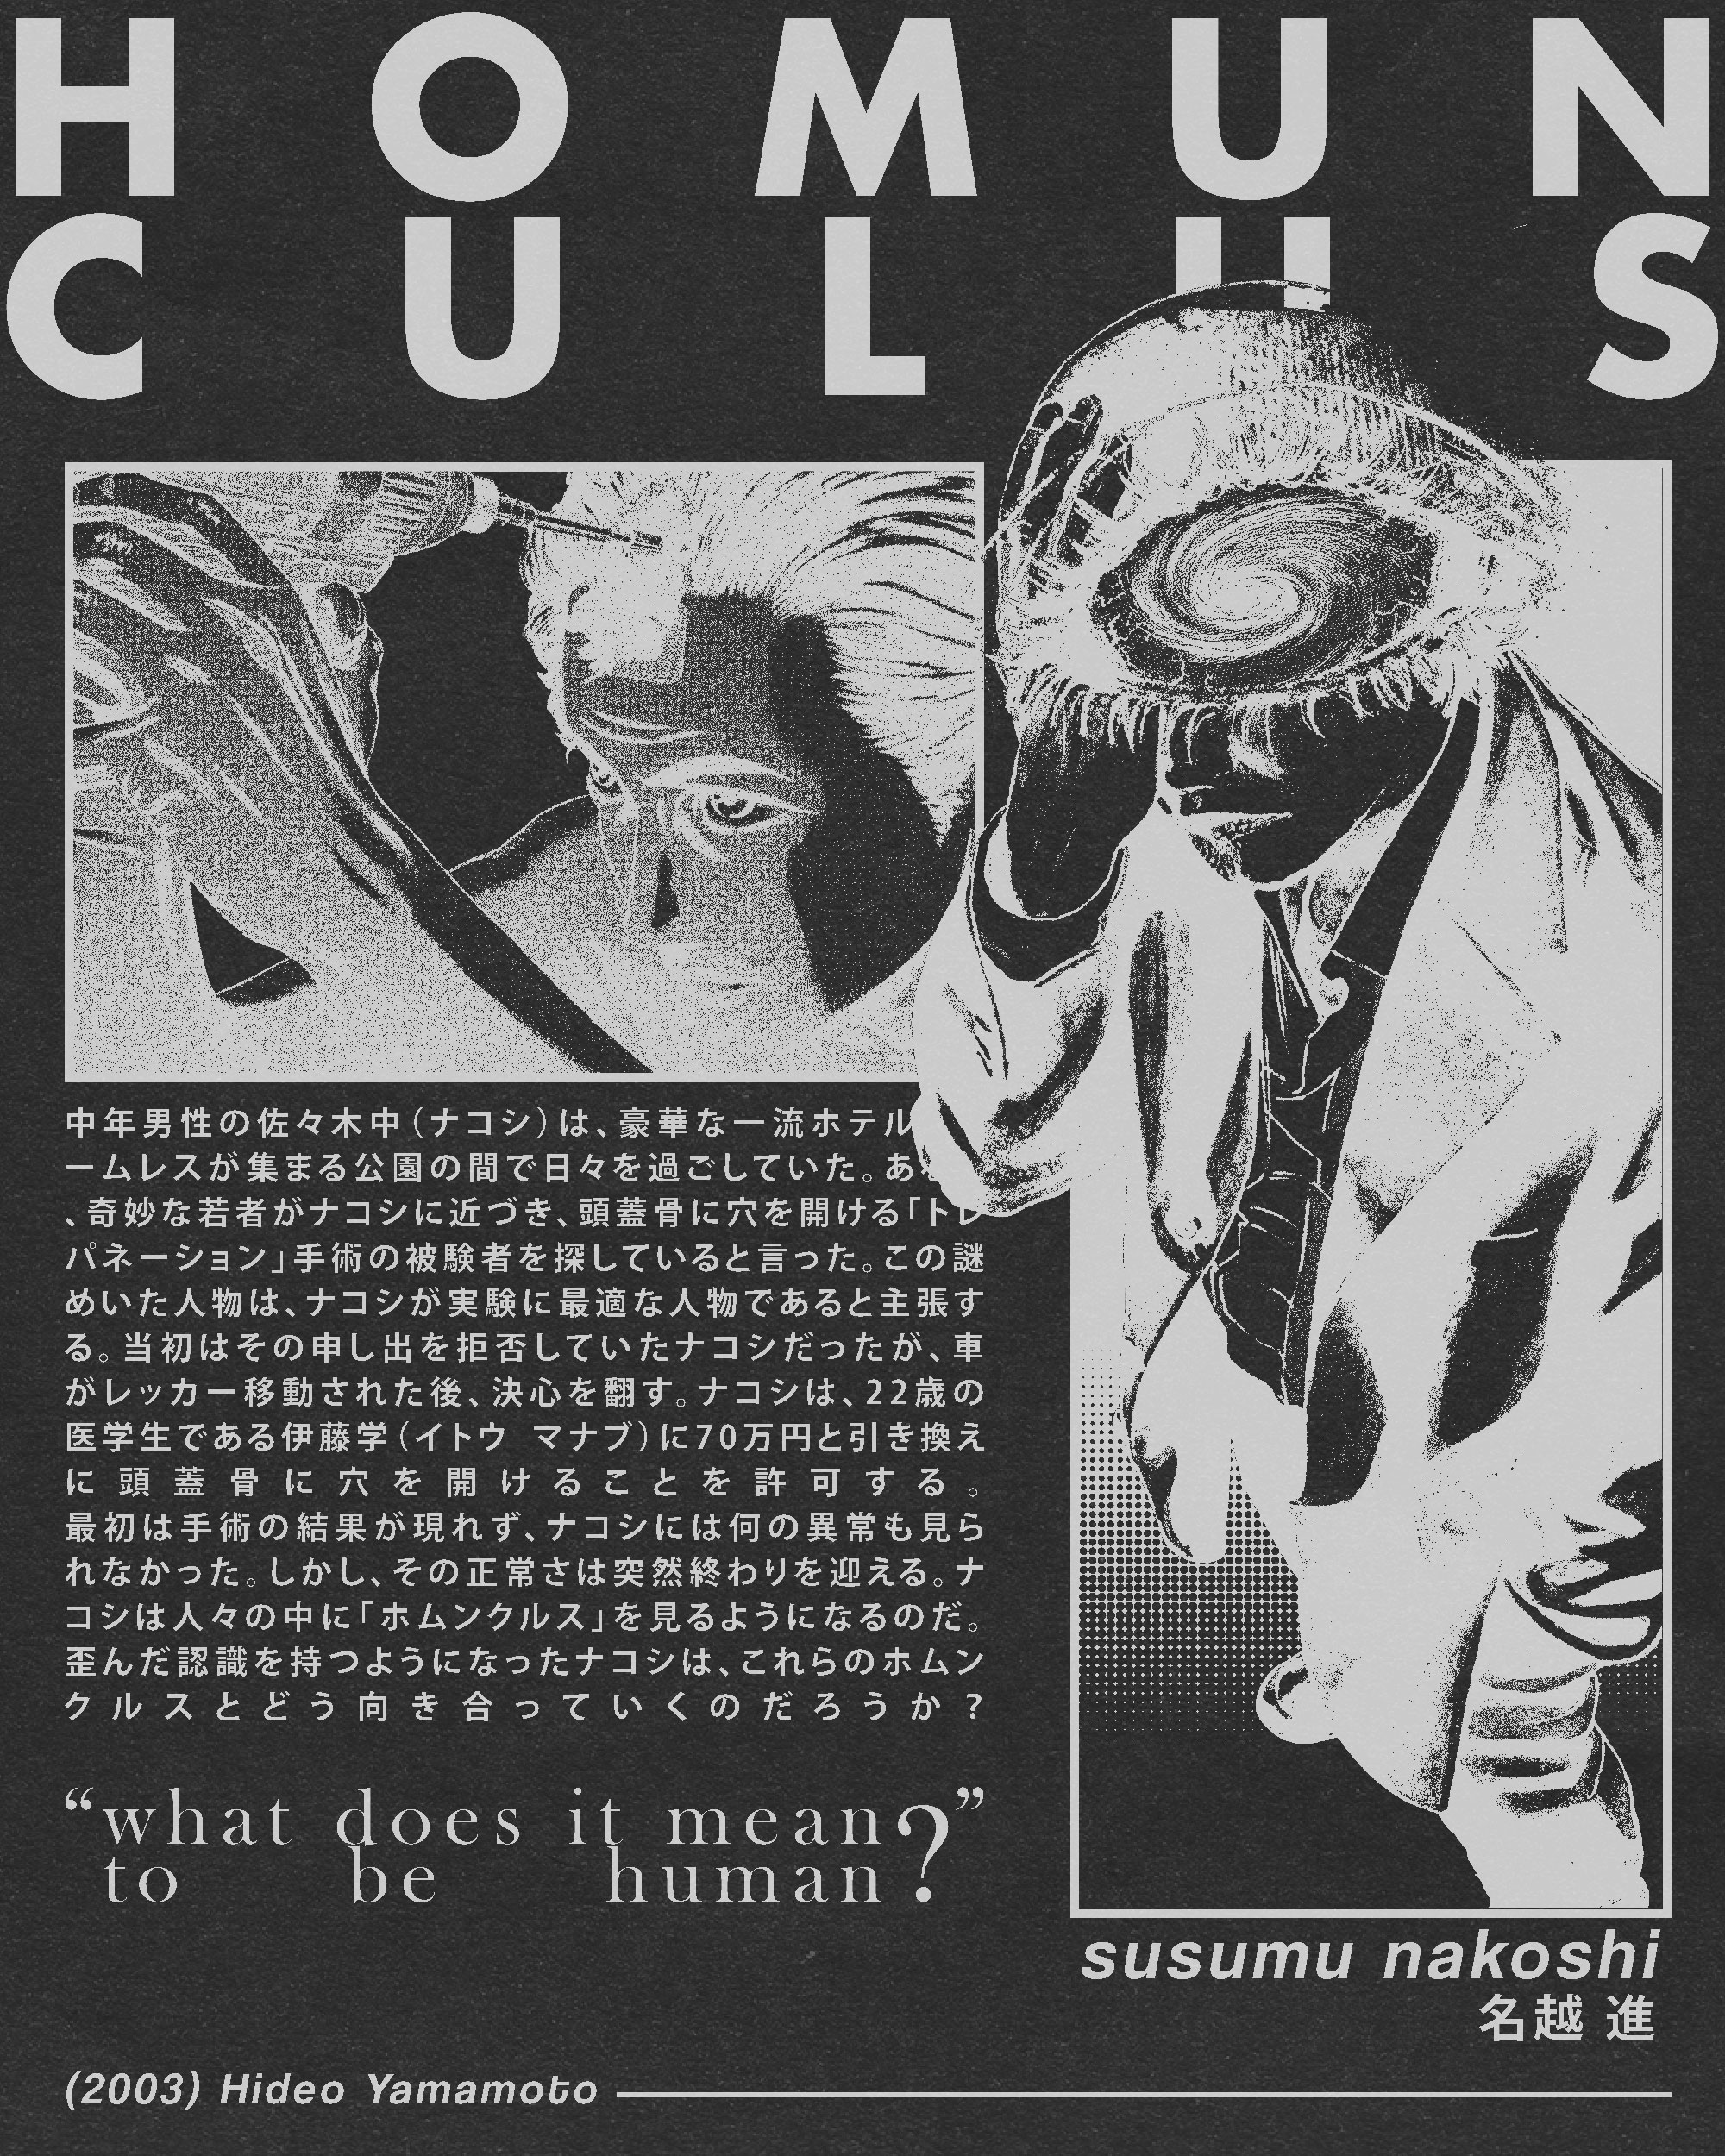 HOMUN
CULUS
中年男性の佐々木中（ナコシ）は、豪華な一流ホテル
ームレスが集まる公園の間で日々を過ごしていた。ある
、奇妙な若者がナコシに近づき、頭蓋骨に穴を開ける「トレ
パネーション」手術の被験者を探していると言った。この謎
めいた人物は、ナコシが実験に最適な人物であると主張す
る。当初はその申し出を拒否していたナコシだったが、車
がレッカー移動された後、決心を翻す。ナコシは、22歳の
医学生である伊藤学（イトウ　マナブ）に70万円と引き換え
に頭蓋骨に穴を開けることを許可する。
最初は手術の結果が現れず、ナコシには何の異常も見ら
れなかった。しかし、その正常さは突然終わりを迎える。ナ
コシは人々の中に「ホムンクルス」を見るようになるのだ。
歪んだ認識を持つようになったナコシは、これらのホムン
クルスとどう向き合っていくのだろうか？
“what does it mean
to be human?”
susumu nakoshi
名越 進
(2003) Hideo Yamamoto